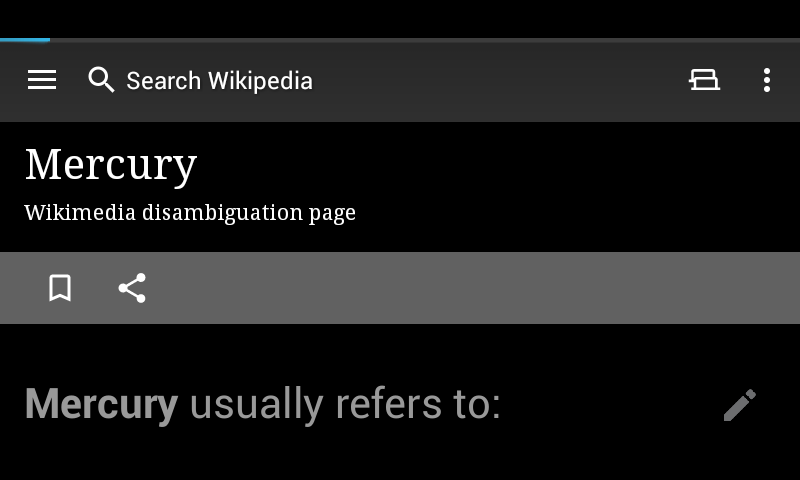 Search Wikipedia
Mercury
Wikimedia disambiguation page
Mercury usually refers to: